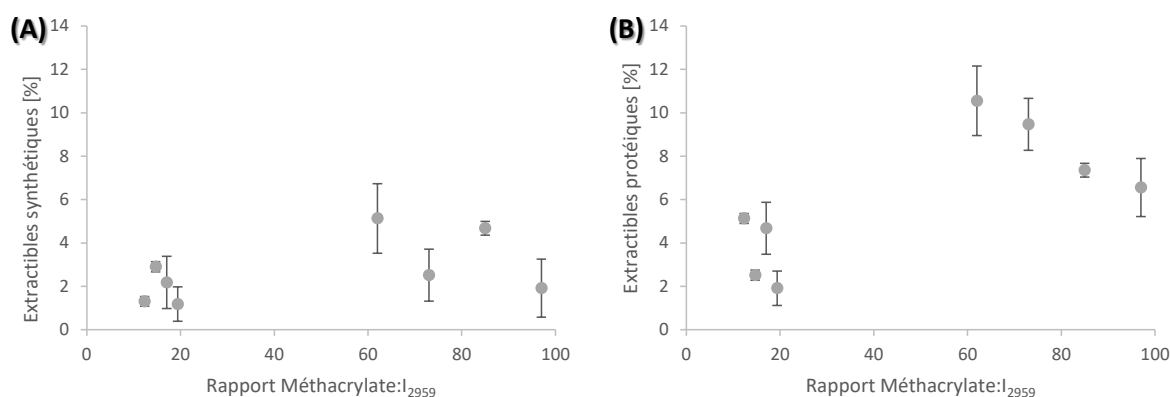 (A)
Extractibles synthétiques [%]
14
12
10
8
6
4
2
0
0 20 40 60 80 100
Rapport Méthacrylate:I2959
(B)
Extractibles protéiques [%]
14
12
10
8
6
4
2
0
0 20 40 60 80 100
Rapport Méthacrylate:I2959